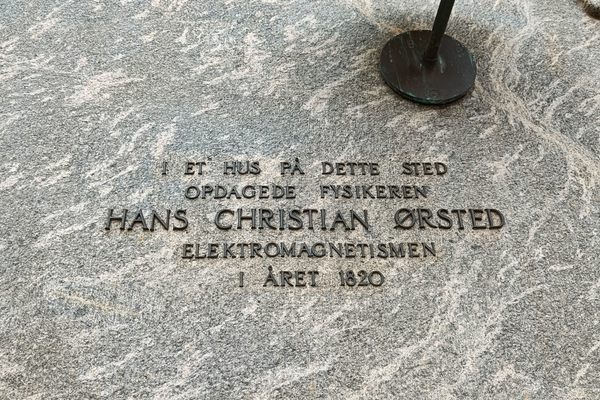 I ET HUS PÅ DETTE STED
OPDAGEDE FYSIKEREN
HANS CHRISTIAN ØRSTED
ELEKTROMAGNETISMEN
I ÅRET 1820